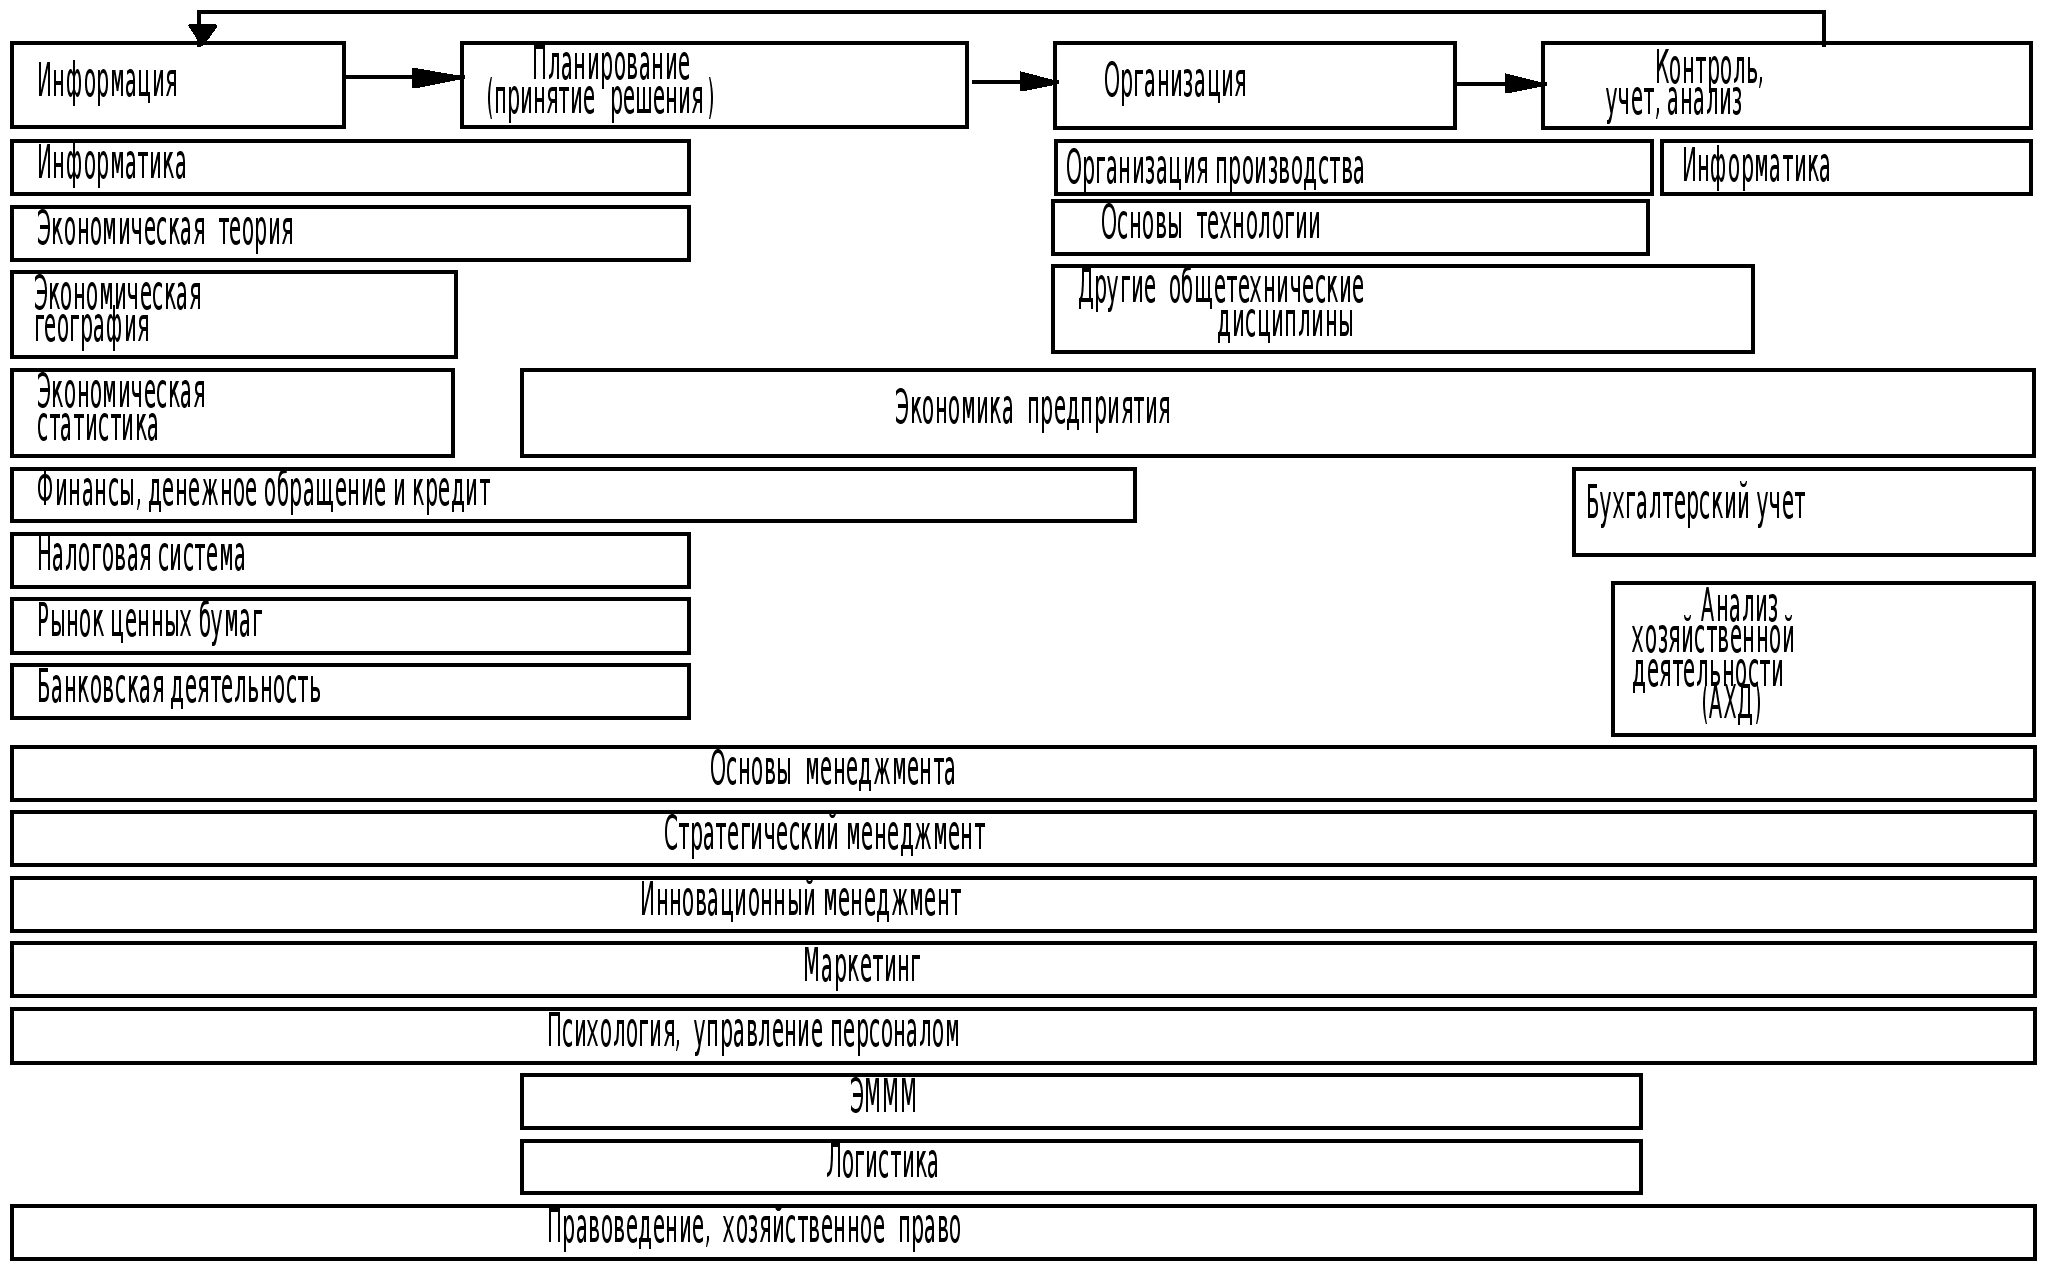 Информация
Планирование
(принятие решения)
Организация
Контроль,
учет, анализ
Информатика
Организация производства
Информатика
Экономическая теория
Основы технологии
Экономическая
география
Другие общетехнические
дисциплины
Экономическая
статистика
Экономика предприятия
Финансы, денежное обращение и кредит
Бухгалтерский учет
Налоговая система
Рынок ценных бумаг
Банковская деятельность
Анализ
хозяйственной
деятельности
(АХД)
Основы менеджмента
Стратегический менеджмент
Инновационный менеджмент
Маркетинг
Психология, управление персоналом
ЭМММ
Логистика
Правоведение, хозяйственное право